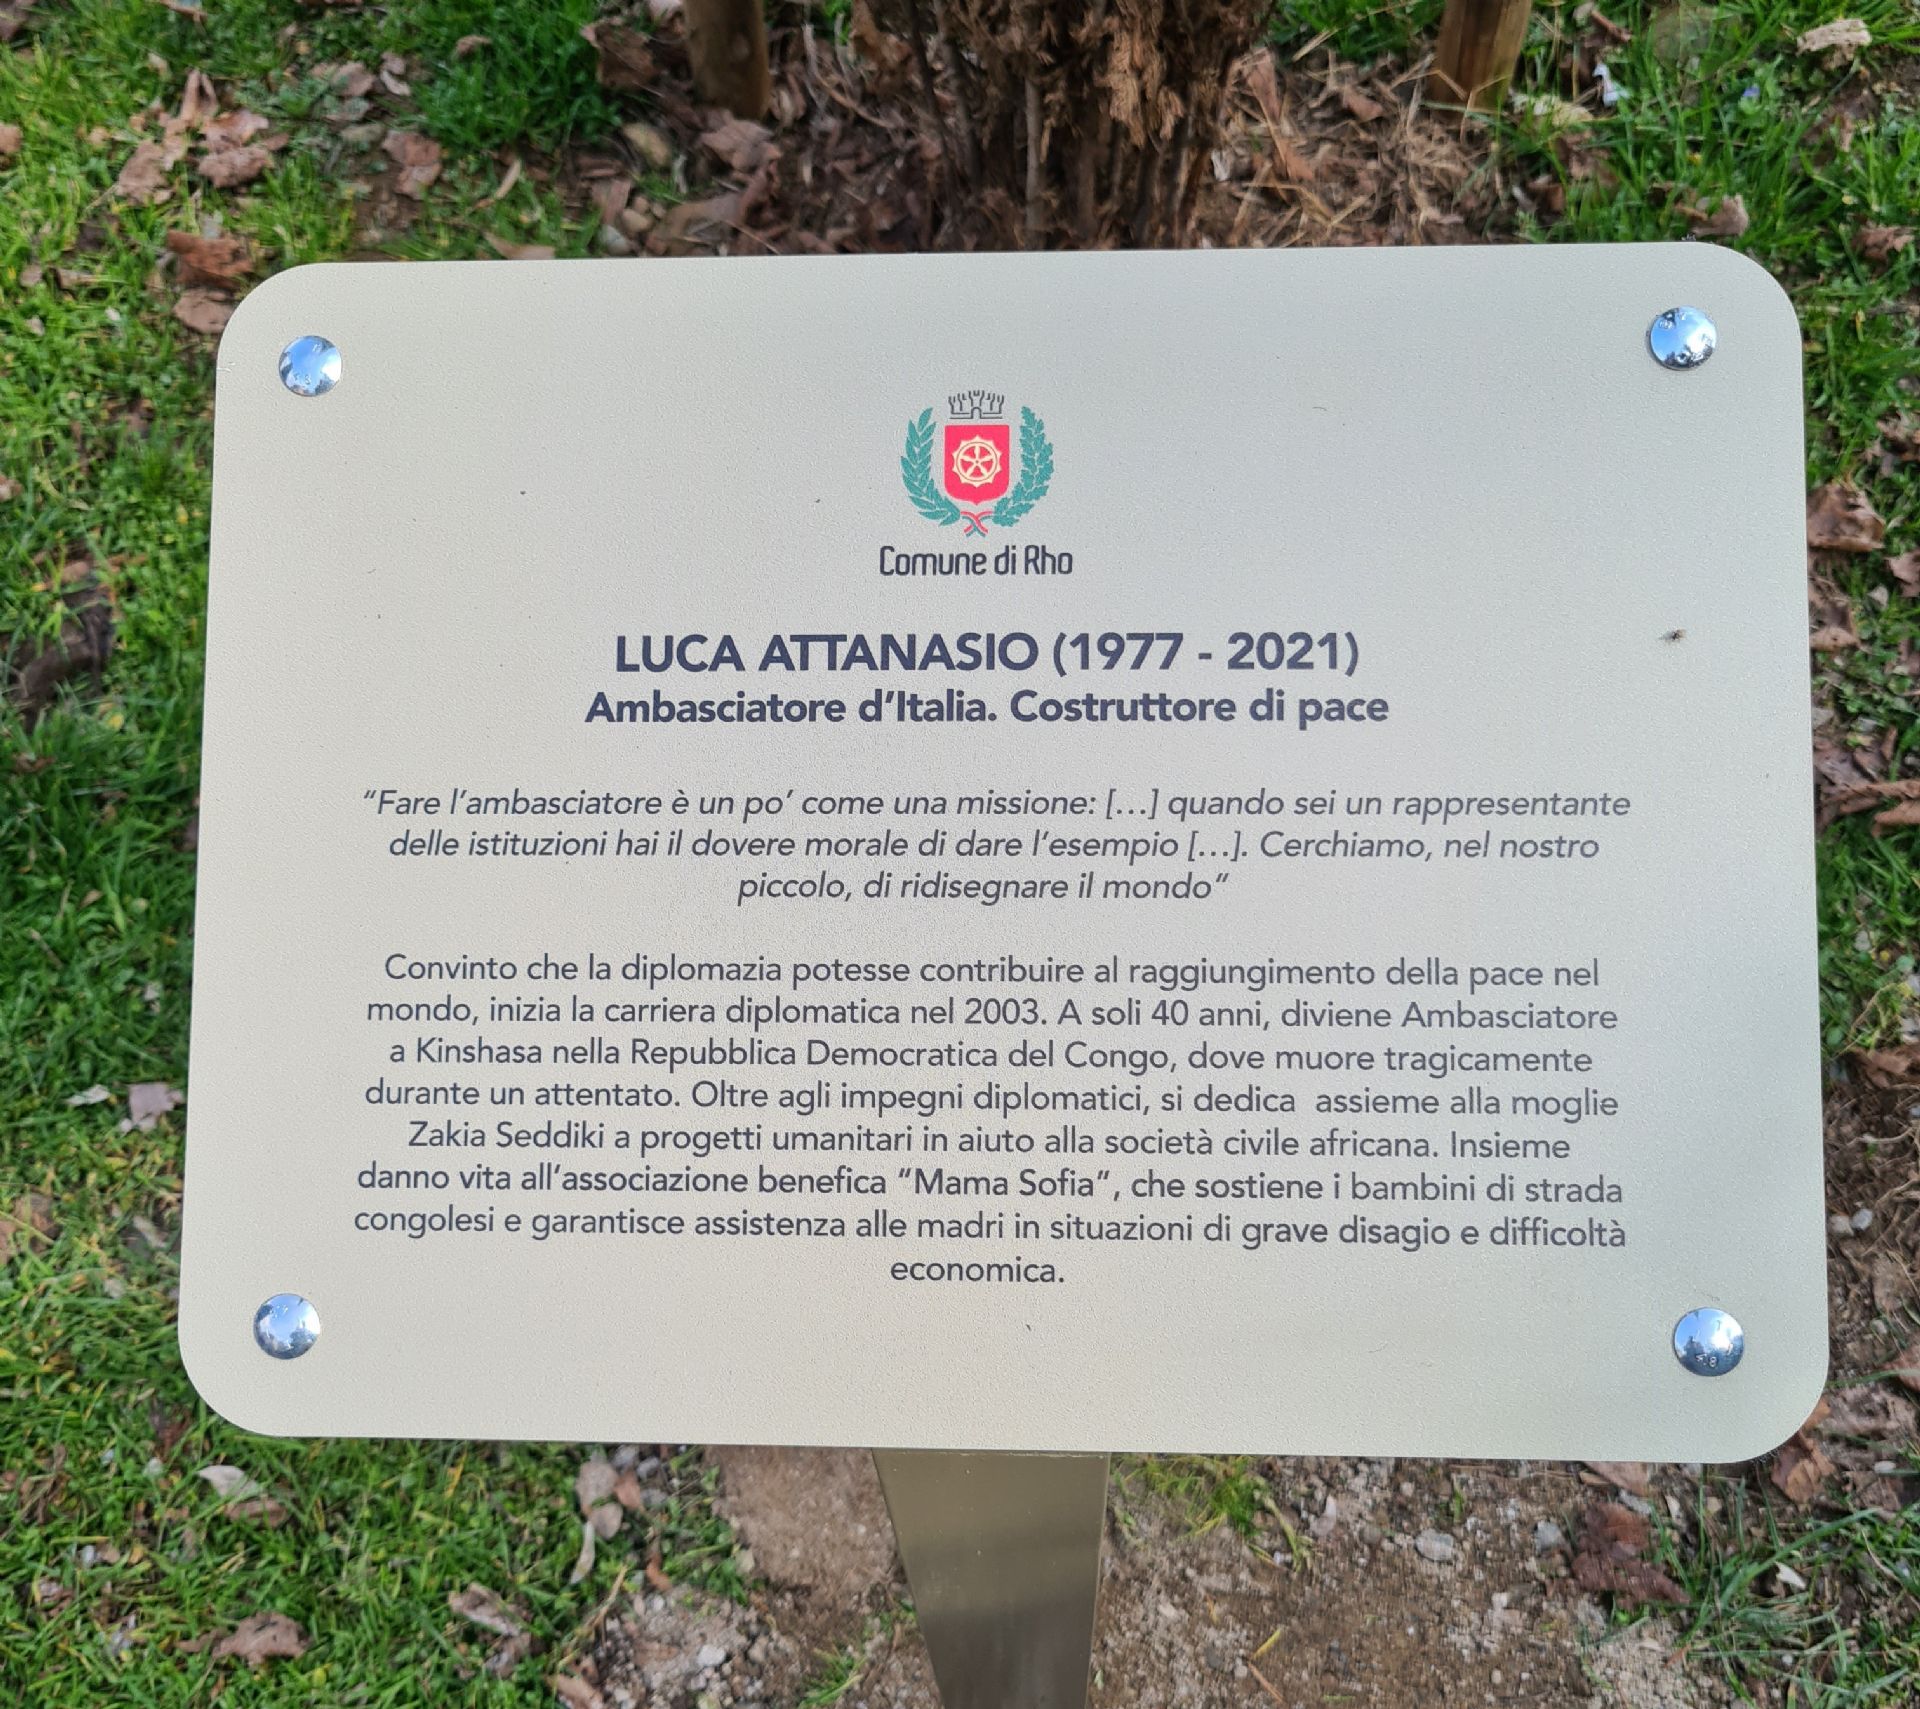 Comune di Rho
LUCA ATTANASIO (1977 - 2021)
Ambasciatore d'Italia. Costruttore di pace
"Fare l'ambasciatore è un po' come una missione: [...] quando sei un rappresentante
delle istituzioni hai il dovere morale di dare l'esempio [...]. Cerchiamo, nel nostro
piccolo, di ridisegnare il mondo"
Convinto che la diplomazia potesse contribuire al raggiungimento della pace nel
mondo, inizia la carriera diplomatica nel 2003. A soli 40 anni, diviene Ambasciatore
a Kinshasa nella Repubblica Democratica del Congo, dove muore tragicamente
durante un attentato. Oltre agli impegni diplomatici, si dedica  assieme alla moglie
Zakia Seddiki a progetti umanitari in aiuto alla società civile africana. Insieme
danno vita all'associazione benefica "Mama Sofia", che sostiene i bambini di strada
congolesi e garantisce assistenza alle madri in situazioni di grave disagio e difficoltà
economica.